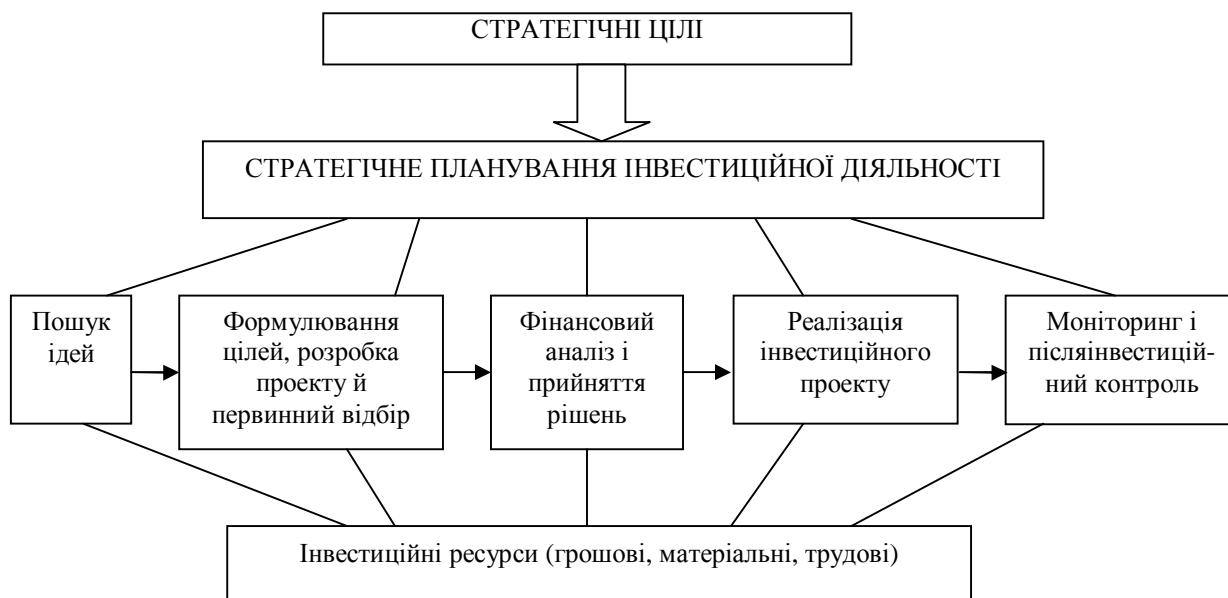 СТРАТЕГІЧНІ ЦІЛІ
СТРАТЕГІЧНЕ ПЛАНУВАННЯ ІНВЕСТИЦІЙНОЇ ДІЯЛЬНОСТІ
Пошук
ідей
Формулювання
цілей, розробка
проекту й
первинний відбір
Фінансовий
аналіз і
прийняття
рішень
Реалізація
інвестиційного
проекту
Моніторинг і
післяінвестицій-
ний контроль
Інвестиційні ресурси (грошові, матеріальні, трудові)